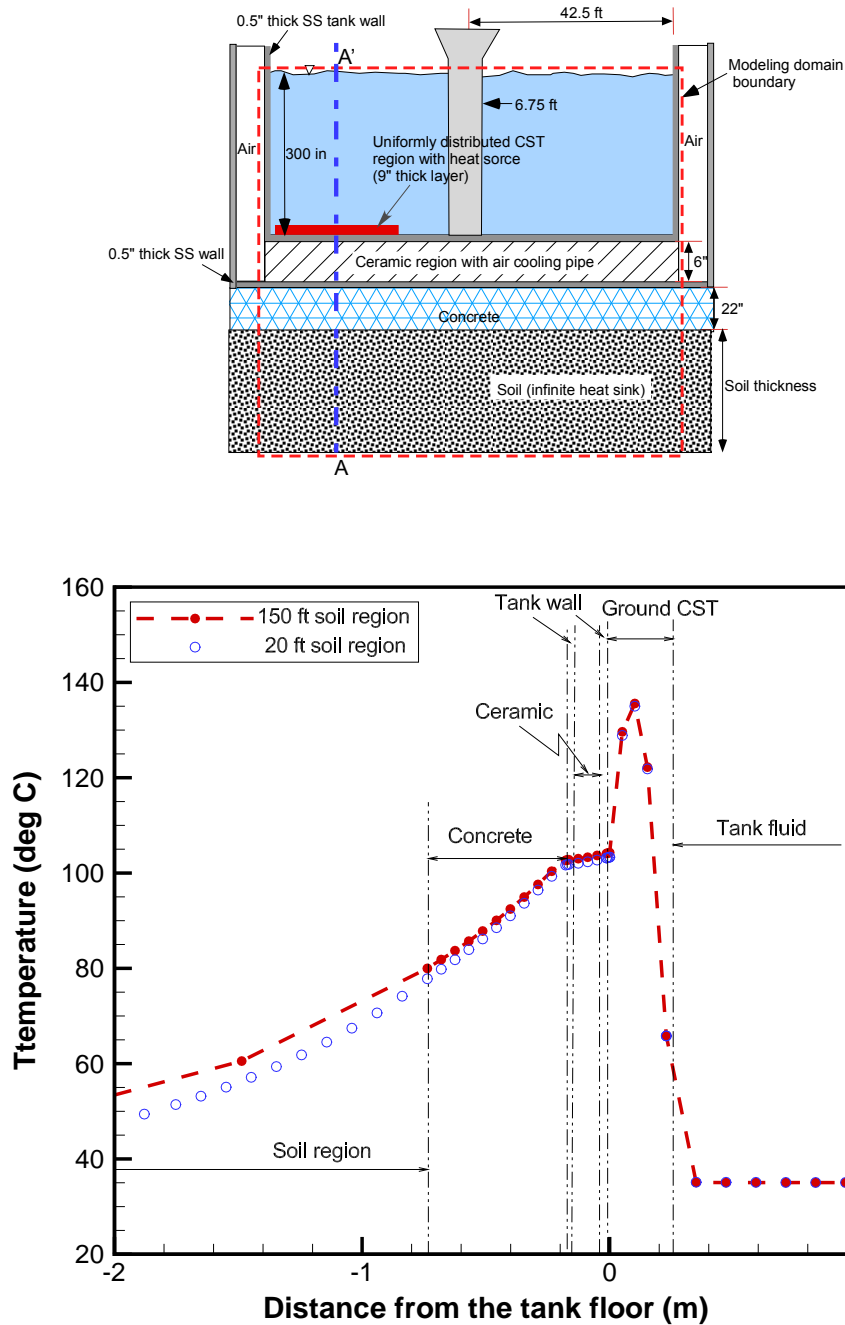 0.5" thick SS tank wall
42.5 ft
A'
Modeling domain
boundary
6.75 ft
Air
Air
300 in
Uniformly distributed CST
region with heat sorce
(9" thick layer)
0.5" thick
SS wall
Ceramic region with air cooling pipe
6"
Concrete
22"
Soil (infinite heat sink)
Soil thickness
A
160
140
120
100
80
60
40
20
Ttemperature (deg C)
150 ft soil region
20 ft soil region
Tank wall
Ground CST
Ceramic
Concrete
Tank fluid
Soil region
-2
-1
0
Distance from the tank floor (m)